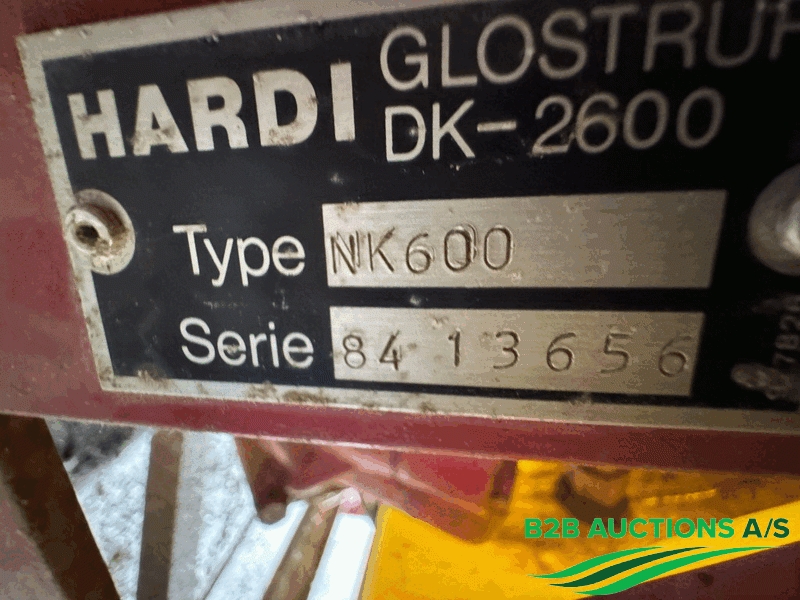 HARDI GLOSTRUP
DK-2600
Type NK600
Serie 84 13656
B2B AUCTIONS A/S